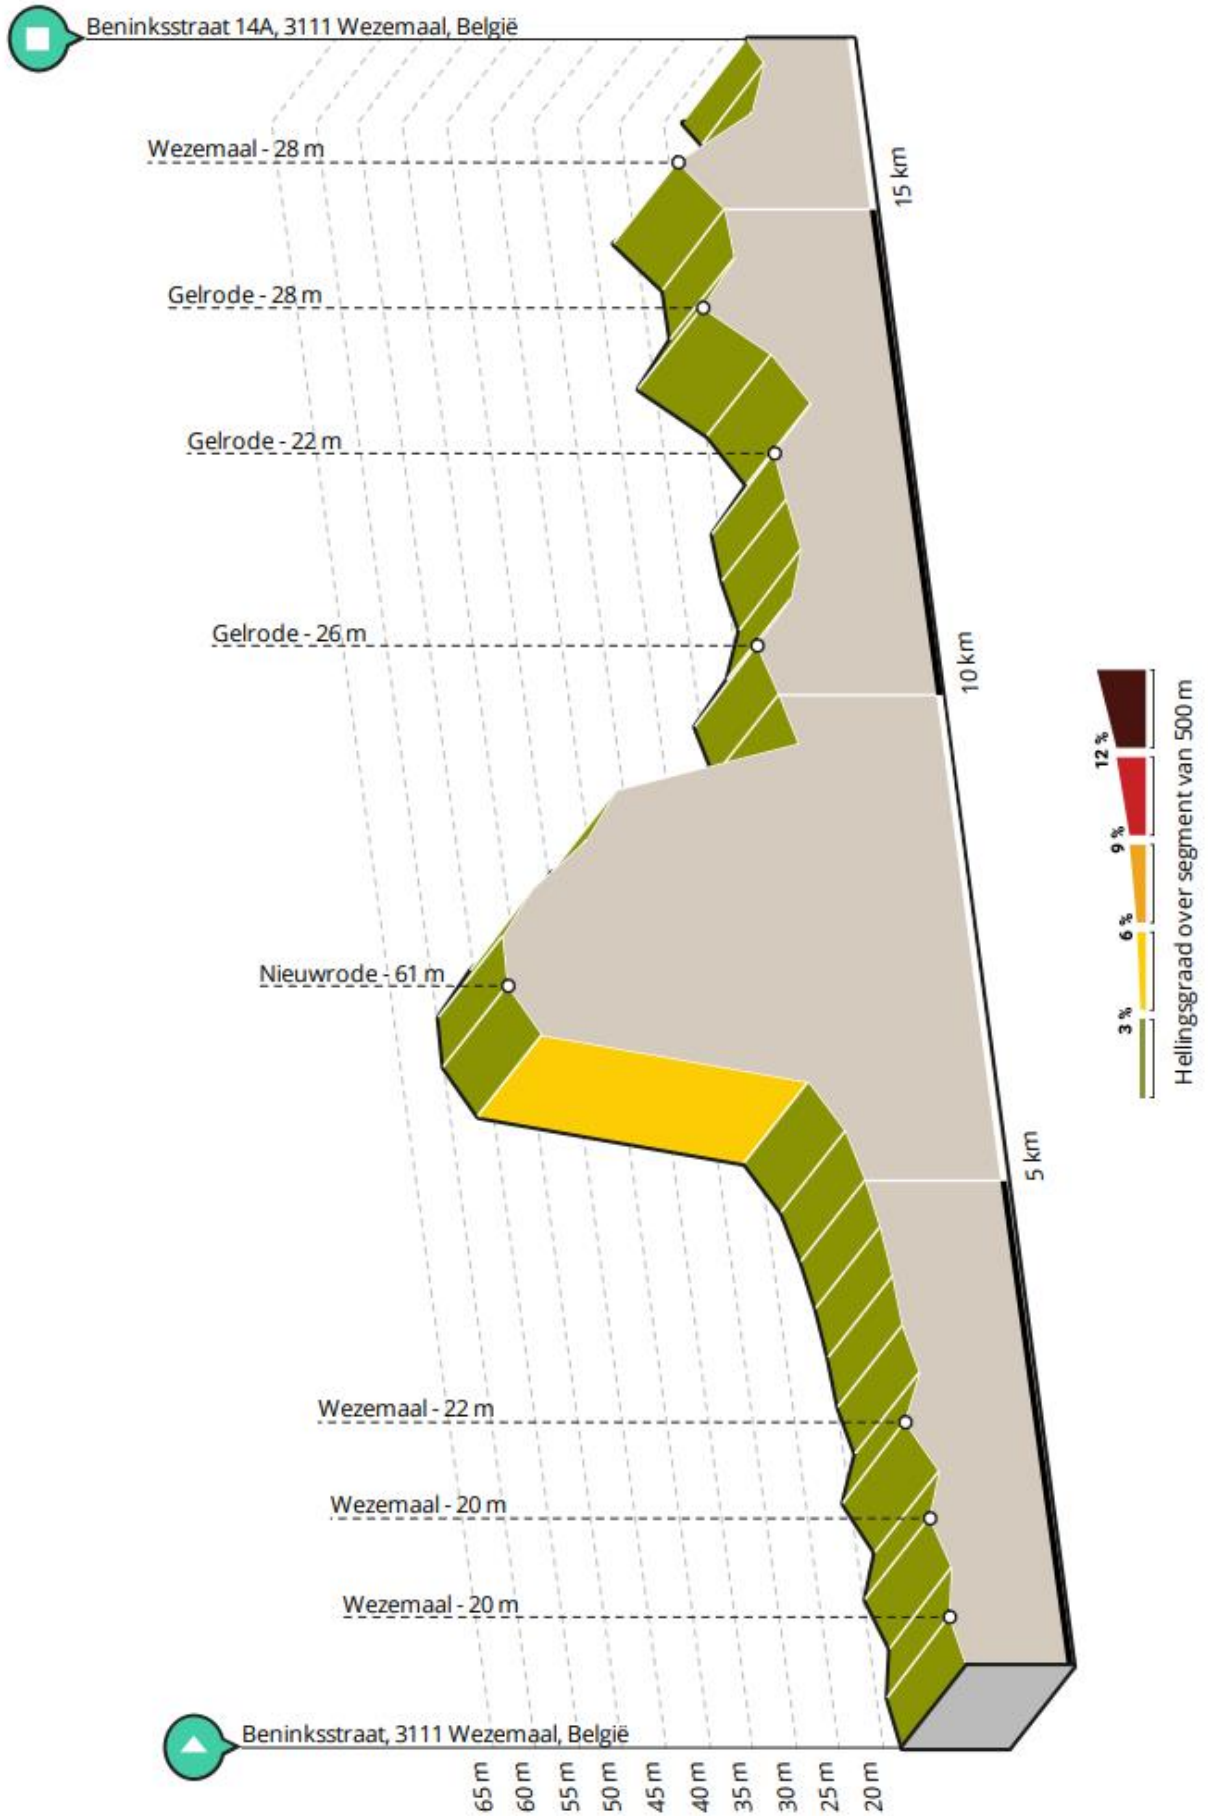 Beninksstraat 14A, 3111 Wezemaal, België
Wezemaal - 28 m
15 km
Gelrode - 28 m
Gelrode - 22 m
Gelrode - 26 m
10 km
Nieuwrode - 61 m
5 km
Wezemaal - 22 m
Wezemaal - 20 m
Wezemaal - 20 m
Beninksstraat, 3111 Wezemaal, België
65 m
60 m
55 m
50 m
45 m
40 m
35 m
30 m
25 m
20 m
3 %
6 %
9 %
12 %
Hellingsgraad over segment van 500 m